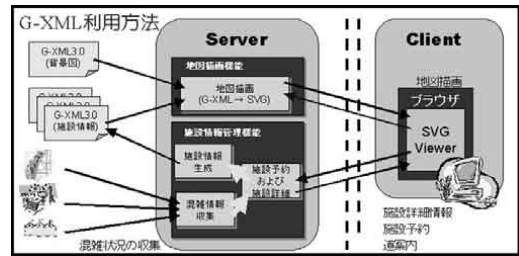 G-XML利用方法
Server
Client
G-XML3.0
(背景図)
G-XML3.0
(施設情報)
地図描画機能
地図描画
(G-XML→SVG)
施設情報管理機能
施設情報
生成
施設予約
および
施設詳細
混雑情報
収集
混雑状況の収集
地図描画
ブラウザ
SVG
Viewer
施設詳細情報
施設予約
道案内